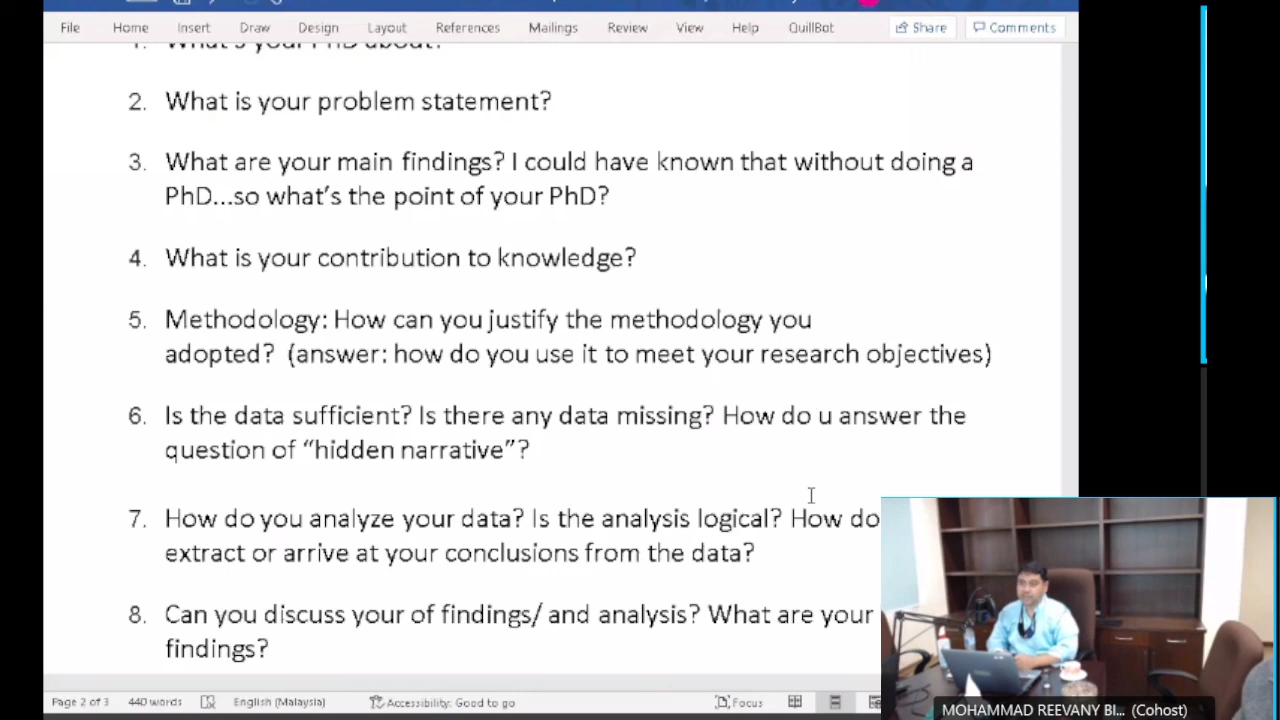 File Home Insert Draw Design Layout References Mailings Review View Help QuillBot Share Comments
1. What's your PhD about?
2. What is your problem statement?
3. What are your main findings? I could have known that without doing a
PhD...so what's the point of your PhD?
4. What is your contribution to knowledge?
5. Methodology: How can you justify the methodology you
adopted? (answer: how do you use it to meet your research objectives)
6. Is the data sufficient? Is there any data missing? How do u answer the
question of “hidden narrative”?
7. How do you analyze your data? Is the analysis logical? How do
extract or arrive at your conclusions from the data?
8. Can you discuss your of findings/ and analysis? What are your
findings?
Page 2 of 3 440 words English (Malaysia) Accessibility: Good to go Focus
MOHAMMAD REEVANY BI... (Cohost)